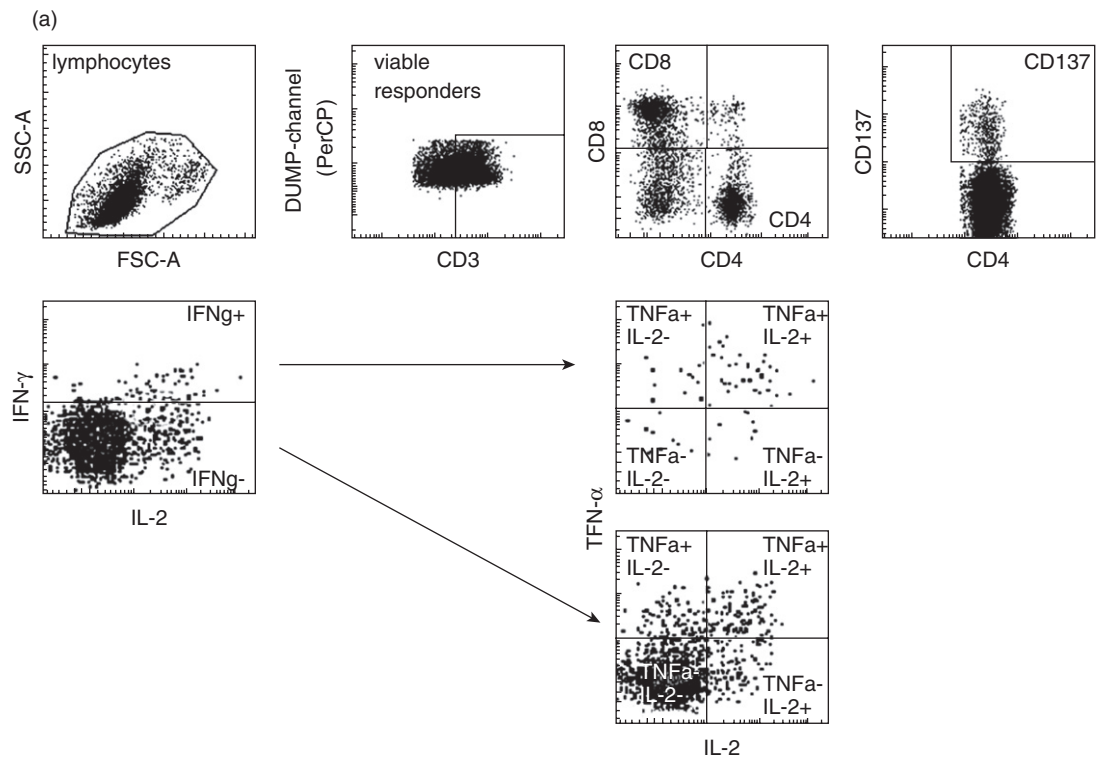 (a)
lymphocytes
SSC-A
FSC-A
viable
responders
DUMP-channel
(PerCP)
CD3
CD8
CD8
CD4
CD4
CD137
CD137
CD4
IFNg+
IFN-γ
IFNg-
IL-2
TNFa+
IL-2-
TNFa+
IL-2+
TNFa-
IL-2-
TNFa-
IL-2+
TFN-α
TNFa+
IL-2-
TNFa+
IL-2+
TNFa-
IL-2-
TNFa-
IL-2+
IL-2